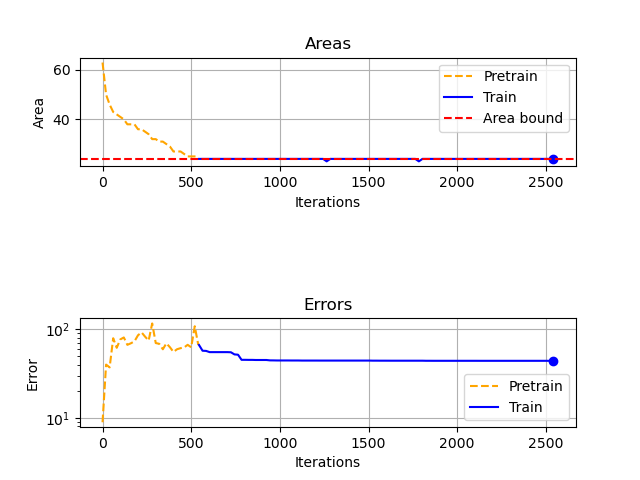 Areas
60
40
Area
Pretrain
Train
Area bound
0
500
1000
1500
2000
2500
Iterations
Errors
10²
10¹
Error
Pretrain
Train
0
500
1000
1500
2000
2500
Iterations